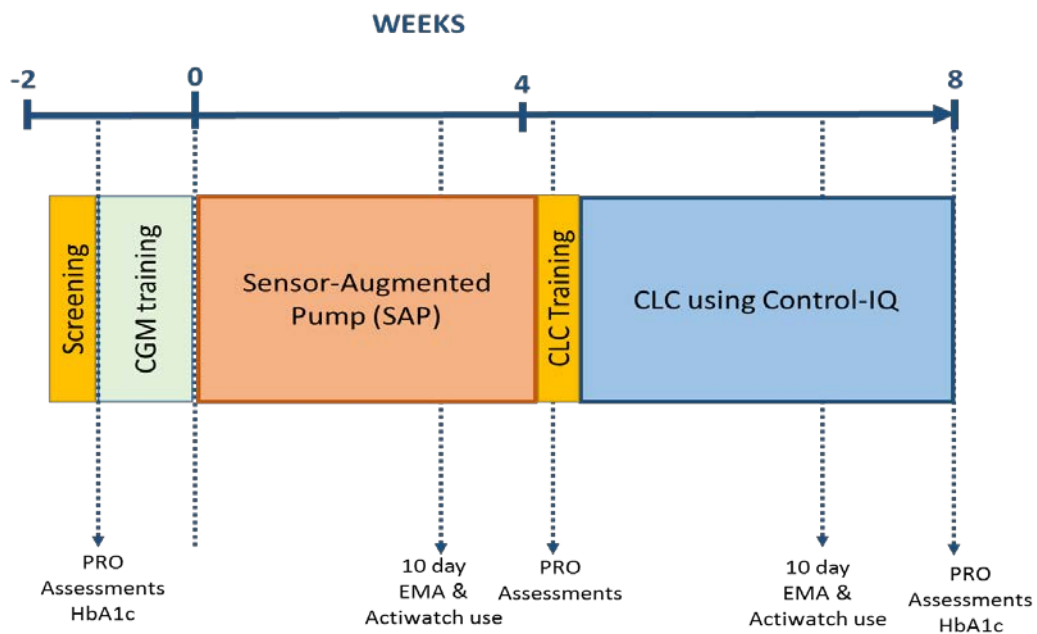 WEEKS
-2
0
4
8
Screening
CGM training
Sensor-Augmented
Pump (SAP)
CLC Training
CLC using Control-IQ
PRO
Assessments
HbA1c
10 day
EMA &
Actiwatch use
PRO
Assessments
10 day
EMA &
Actiwatch use
PRO
Assessments
HbA1c